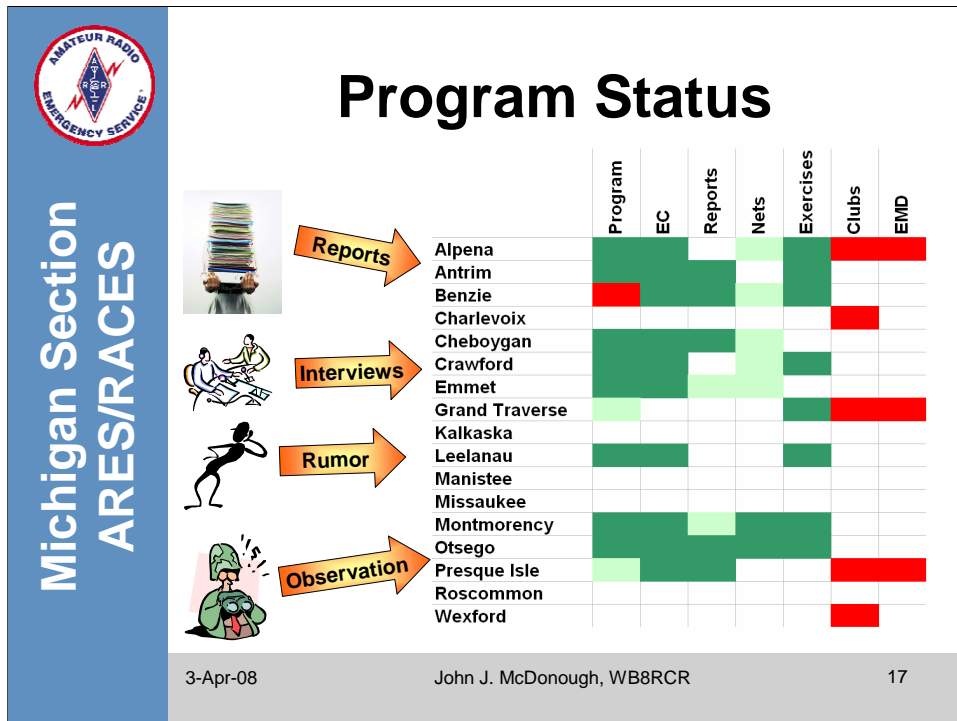 AMATEUR RADIO
EMERGENCY SERVICE
A
R R
L
Michigan Section
ARES/RACES
Program Status
Program
EC
Reports
Nets
Exercises
Clubs
EMD
Reports
Interviews
Rumor
Observation
Alpena
Antrim
Benzie
Charlevoix
Cheboygan
Crawford
Emmet
Grand Traverse
Kalkaska
Leelanau
Manistee
Missaukee
Montmorency
Otsego
Presque Isle
Roscommon
Wexford
3-Apr-08
John J. McDonough, WB8RCR
17